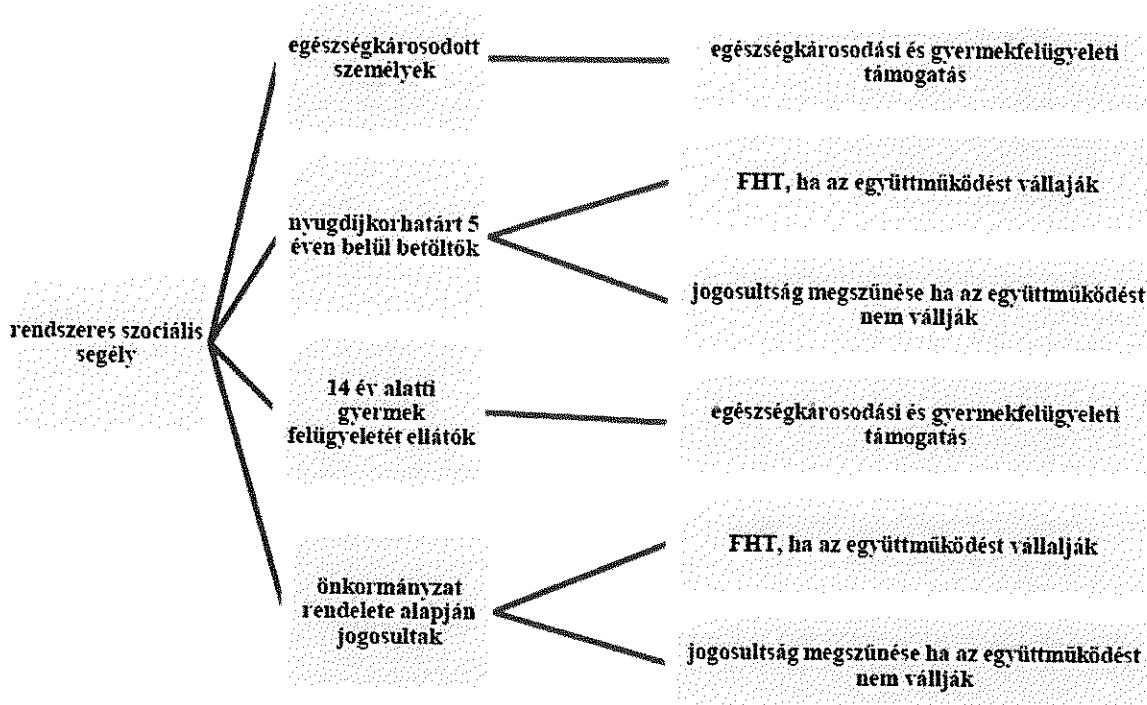 rendszeres szociális
segély
egészségkárosodott
személyek
egészségkárosodási és gyermekfelügyeleti
támogatás
nyugdíjkorhatárt 5
éven belül betöltők
FHT, ha az együttműködést vállaják
jogosultság megszűnése ha az együttműködést
nem vállják
14 év alatti
gyermek
felügyeletét ellátók
egészségkárosodási és gyermekfelügyeleti
támogatás
önkormányzat
rendelete alapján
jogosultak
FHT, ha az együttműködést vállalják
jogosultság megszűnése ha az együttműködést
nem vállják